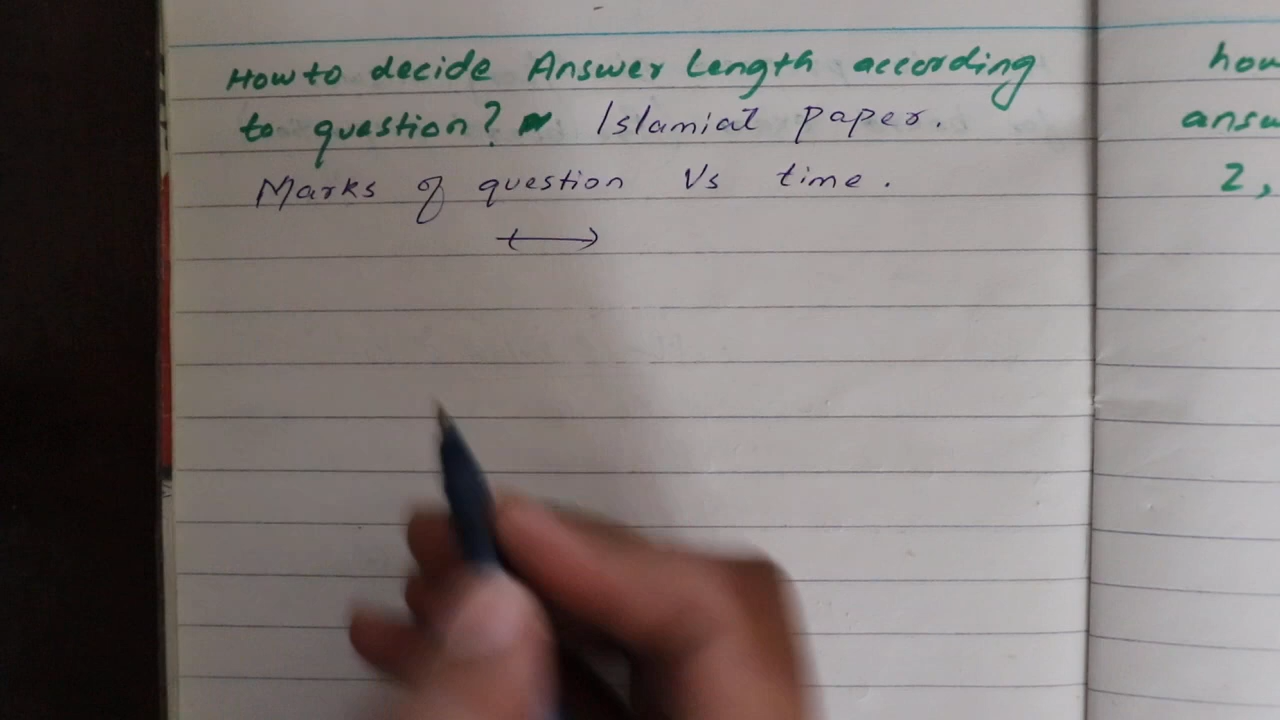 How to decide Answer Length according
to question? Islamiat paper.
Marks of question Vs time.
how
answ
2,